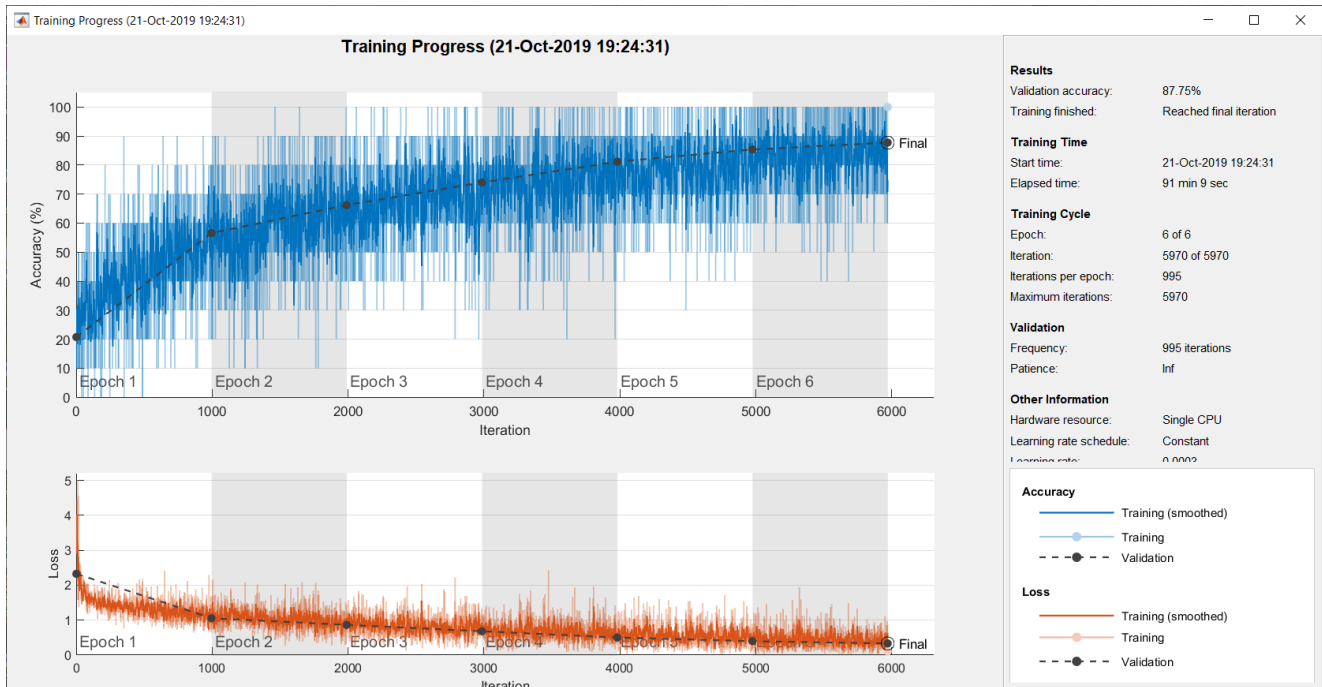 Training Progress (21-Oct-2019 19:24:31)
Training Progress (21-Oct-2019 19:24:31)
Accuracy (%)
100
90
80
70
60
50
40
30
20
10
0
Epoch 1
Epoch 2
Epoch 3
Epoch 4
Epoch 5
Epoch 6
Final
0
1000
2000
3000
4000
5000
6000
Iteration
Loss
5
4
3
2
1
0
Epoch 1
Epoch 2
Epoch 3
Epoch 4
Final
0
1000
2000
3000
4000
5000
6000
Iteration
Results
Validation accuracy: 87.75%
Training finished: Reached final iteration
Training Time
Start time: 21-Oct-2019 19:24:31
Elapsed time: 91 min 9 sec
Training Cycle
Epoch: 6 of 6
Iteration: 5970 of 5970
Iterations per epoch: 995
Maximum iterations: 5970
Validation
Frequency: 995 iterations
Patience: Inf
Other Information
Hardware resource: Single CPU
Learning rate schedule: Constant
Learning rate:
Accuracy
Training (smoothed)
Training
Validation
Loss
Training (smoothed)
Training
Validation